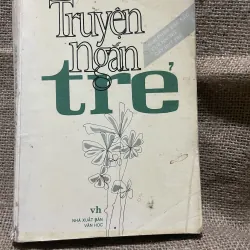 Truyện
ngắn
trẻ
vh
NHÀ XUẤT BẢN
VĂN HỌC